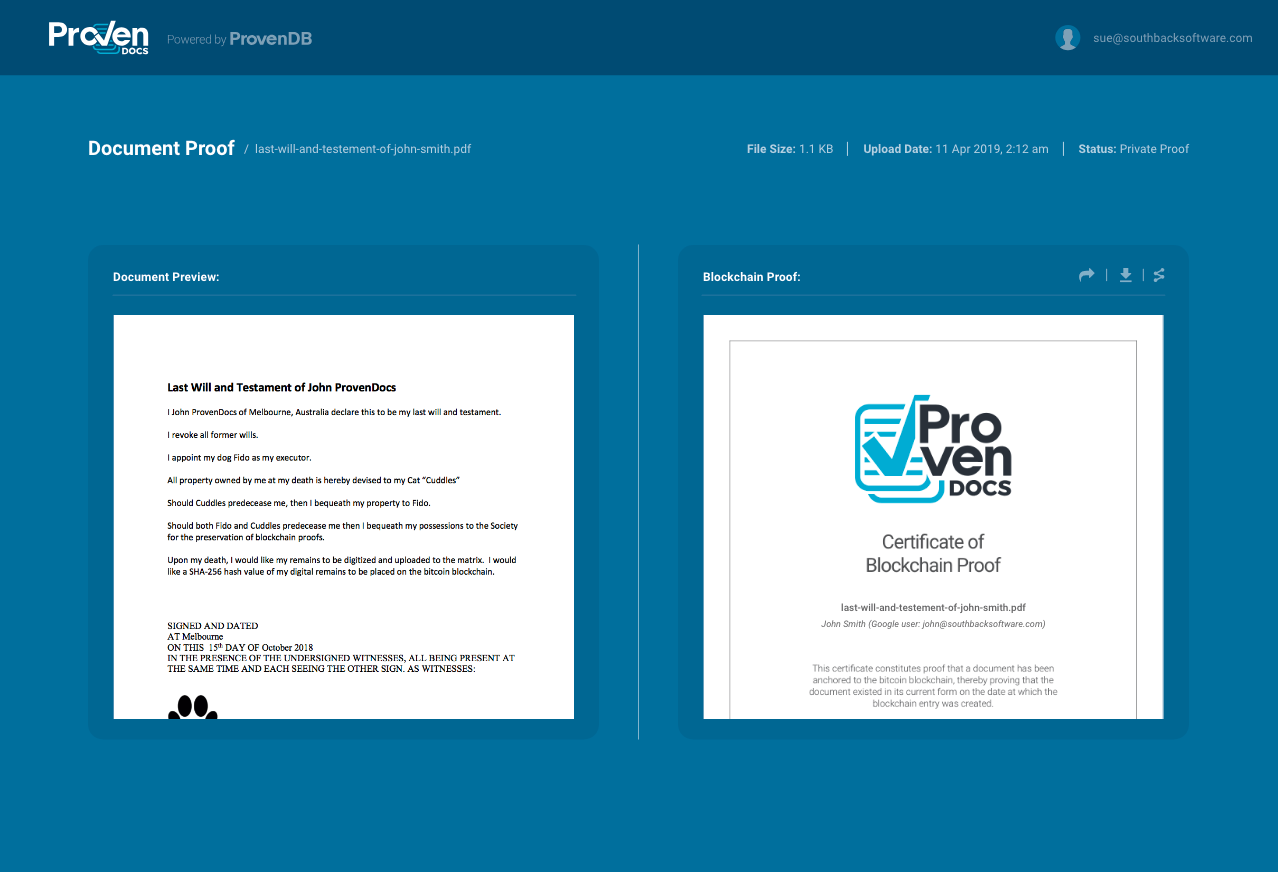 Proven DOCS Powered by ProvenDB sue@southbacksoftware.com
Document Proof / last-will-and-testement-of-john-smith.pdf File Size: 1.1 KB Upload Date: 11 Apr 2019, 2:12 am Status: Private Proof
Document Preview:
Last Will and Testament of John ProvenDocs
I John ProvenDocs of Melbourne, Australia declare this to be my last will and testament.
I revoke all former wills.
I appoint my dog Fido as my executor.
All property owned by me at my death is hereby devised to my Cat “Cuddles”
Should Cuddles predecease me, then I bequeath my property to Fido.
Should both Fido and Cuddles predecease me then I bequeath my possessions to the Society
for the preservation of blockchain proofs.
Upon my death, I would like my remains to be digitized and uploaded to the matrix. I would
like a SHA-256 hash value of my digital remains to be placed on the bitcoin blockchain.
SIGNED AND DATED
AT Melbourne
ON THIS 15th DAY OF October 2018
IN THE PRESENCE OF THE UNDERSIGNED WITNESSES, ALL BEING PRESENT AT
THE SAME TIME AND EACH SEEING THE OTHER SIGN. AS WITNESSES:
Blockchain Proof:
Pro
ven
DOCS
Certificate of
Blockchain Proof
last-will-and-testement-of-john-smith.pdf
John Smith (Google user: john@southbacksoftware.com)
This certificate constitutes proof that a document has been
anchored to the bitcoin blockchain, thereby proving that the
document existed in its current form on the date at which the
blockchain entry was created.